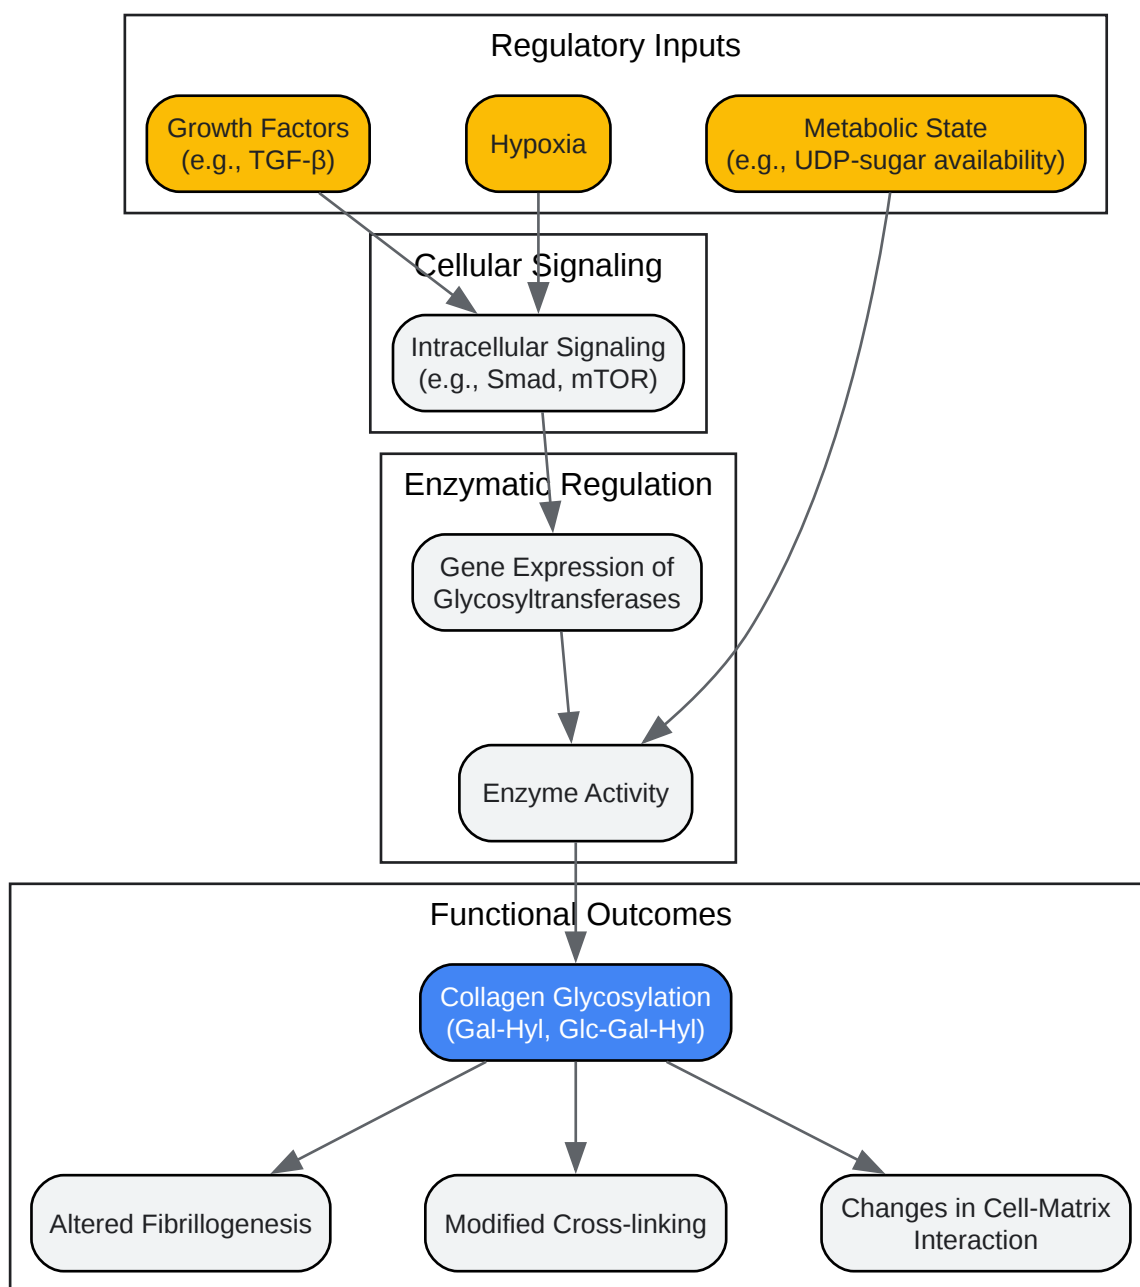 Regulatory Inputs
Growth Factors
(e.g., TGF-β)
Hypoxia
Metabolic State
(e.g., UDP-sugar availability)
Cellular Signaling
Intracellular Signaling
(e.g., Smad, mTOR)
Enzymatic Regulation
Gene Expression of
Glycosyltransferases
Enzyme Activity
Functional Outcomes
Collagen Glycosylation
(Gal-Hyl, Glc-Gal-Hyl)
Altered Fibrillogenesis
Modified Cross-linking
Changes in Cell-Matrix
Interaction